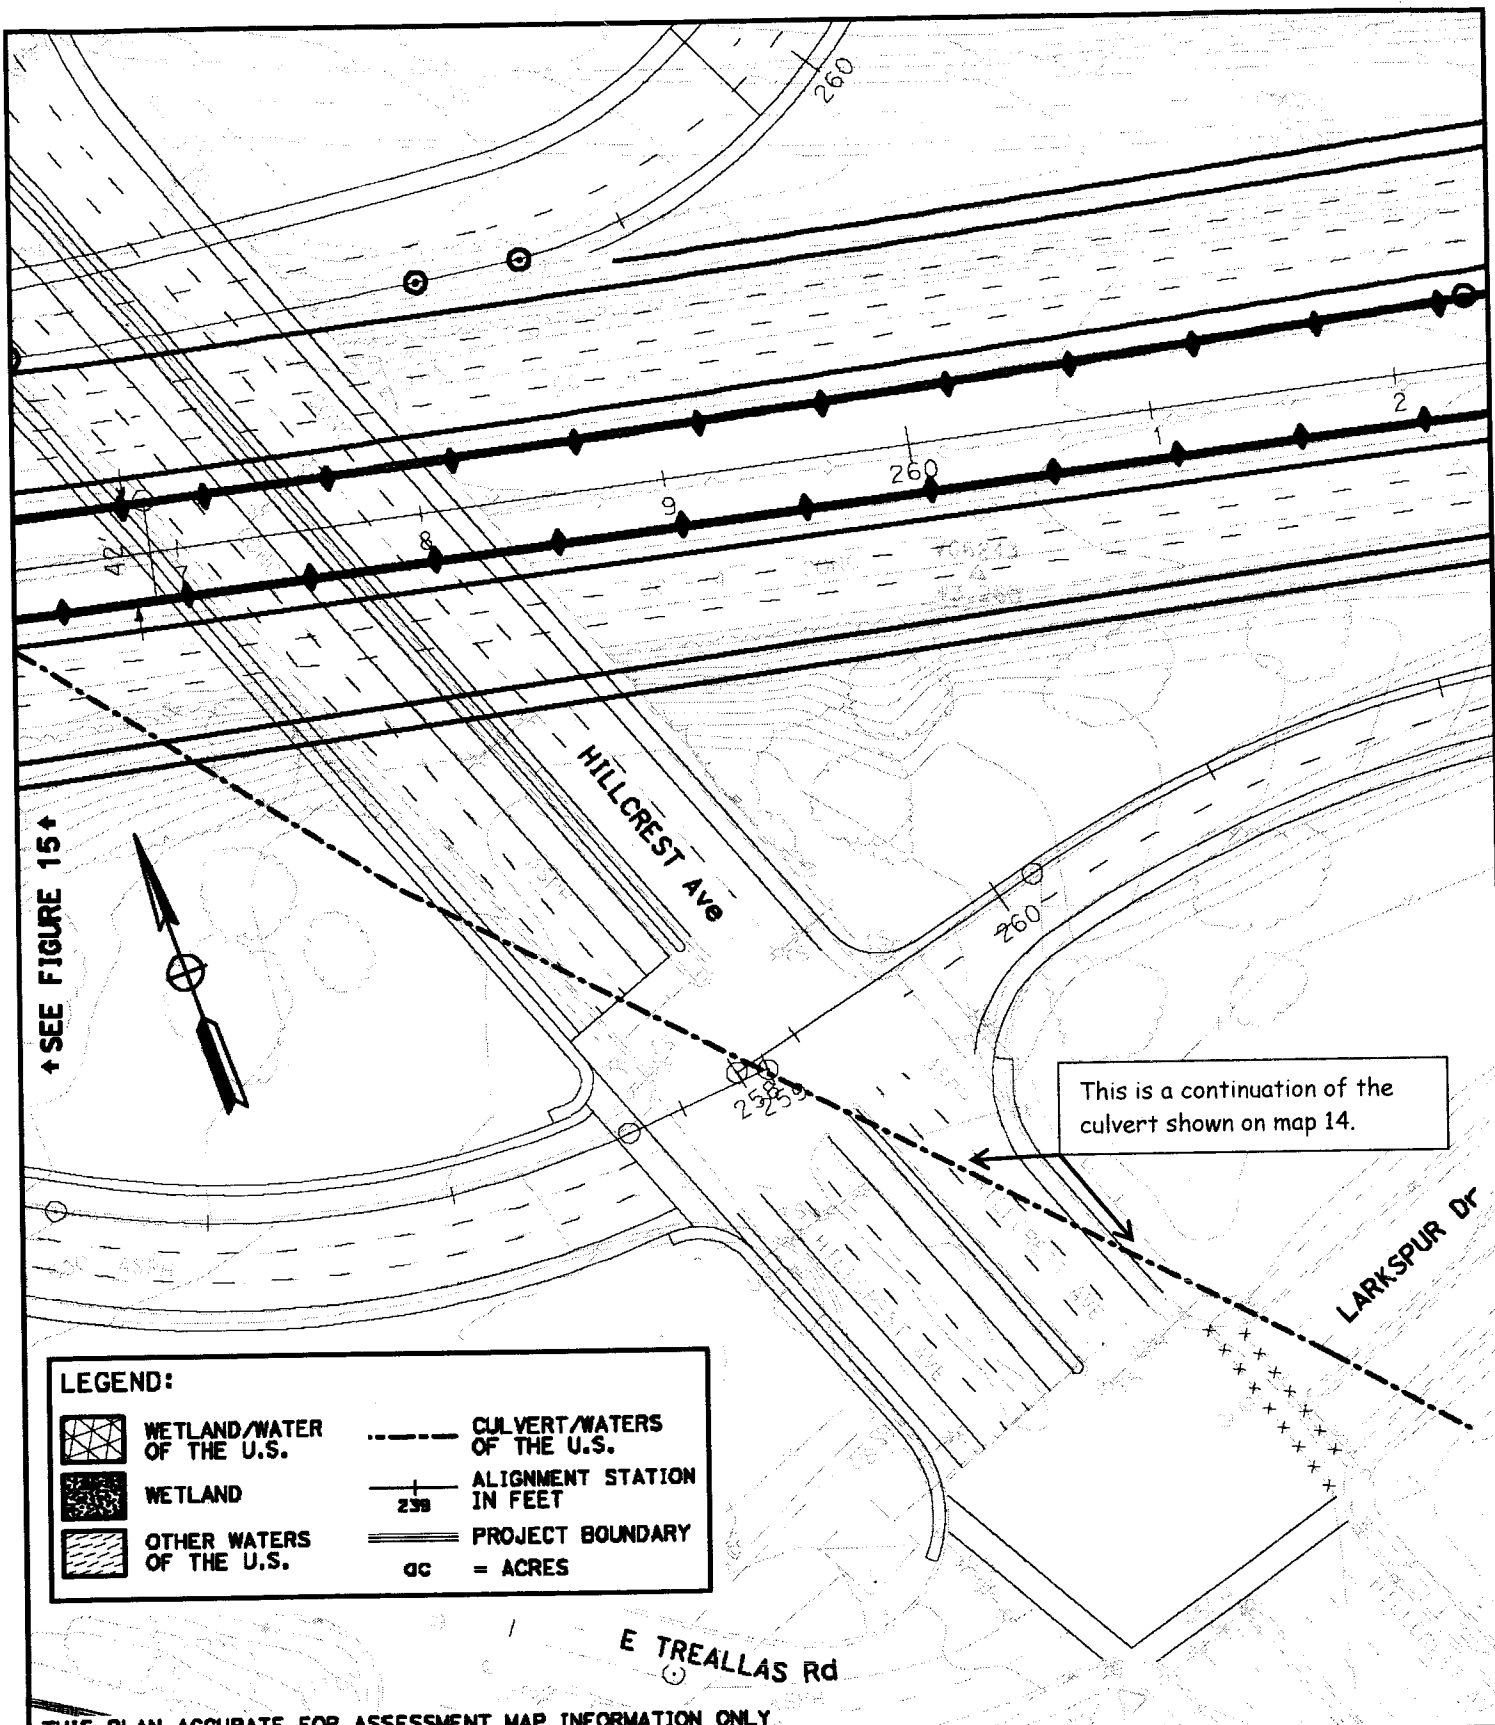 260
2
1
260
9
8
7
42'
HILLCREST Ave
↑SEE FIGURE 15↑
260
258
259
This is a continuation of the
culvert shown on map 14.
LARKSPUR Dr
LEGEND:
WETLAND/WATER
OF THE U.S.
WETLAND
OTHER WATERS
OF THE U.S.
CULVERT/WATERS
OF THE U.S.
239
ALIGNMENT STATION
IN FEET
PROJECT BOUNDARY
ac = ACRES
E TREALLAS Rd
THIS PLAN ACCURATE FOR ASSESSMENT MAP INFORMATION ONLY